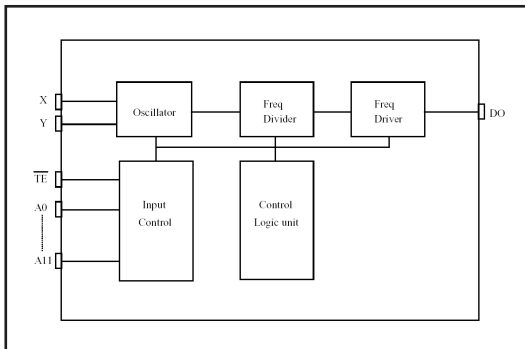 X
Y
TE
A0
A11
Oscillator
Freq
Divider
Freq
Driver
DO
Input
Control
Control
Logic unit